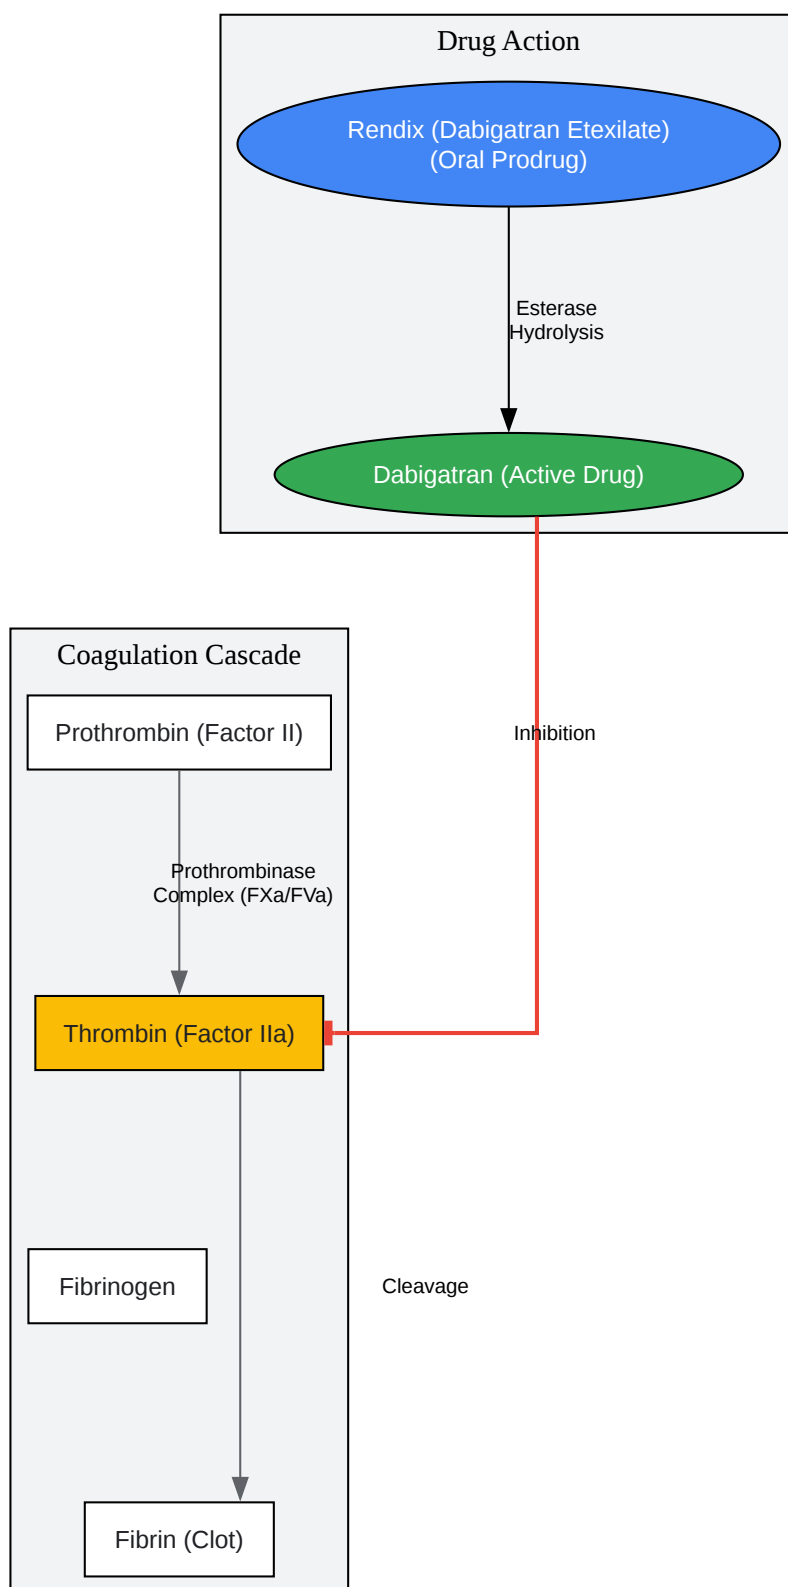 Drug Action
Rendix (Dabigatran Etexilate)
(Oral Prodrug)
Esterase
Hydrolysis
Dabigatran (Active Drug)
Coagulation Cascade
Prothrombin (Factor II)
Inhibition
Prothrombinase
Complex (FXa/FVa)
Thrombin (Factor IIa)
Fibrinogen
Cleavage
Fibrin (Clot)